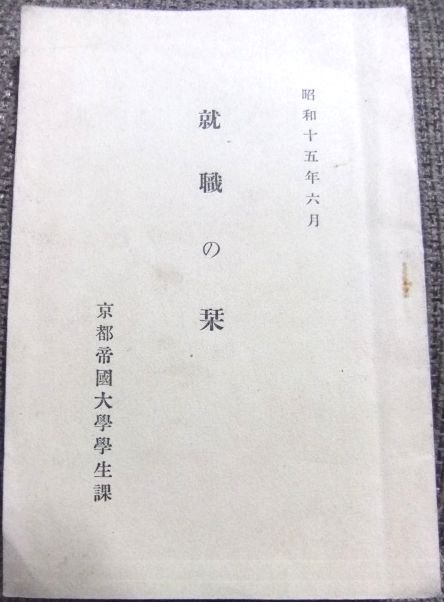 昭和十五年六月
就職の栞
京都帝國大學學生課